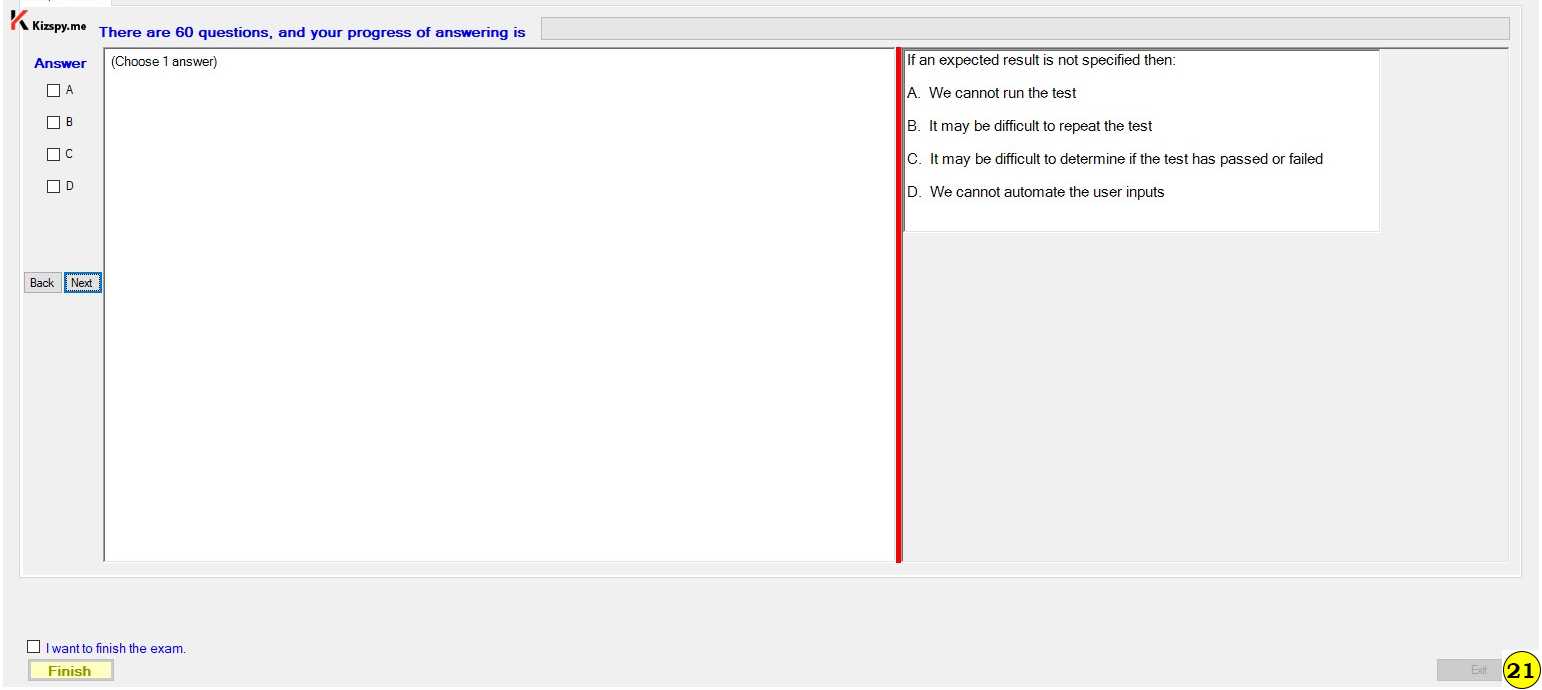 Kizspy.me
There are 60 questions, and your progress of answering is
Answer
A
B
C
D
Back
Next
(Choose 1 answer)
If an expected result is not specified then:
A. We cannot run the test
B. It may be difficult to repeat the test
C. It may be difficult to determine if the test has passed or failed
D. We cannot automate the user inputs
I want to finish the exam.
Finish
Exit
21